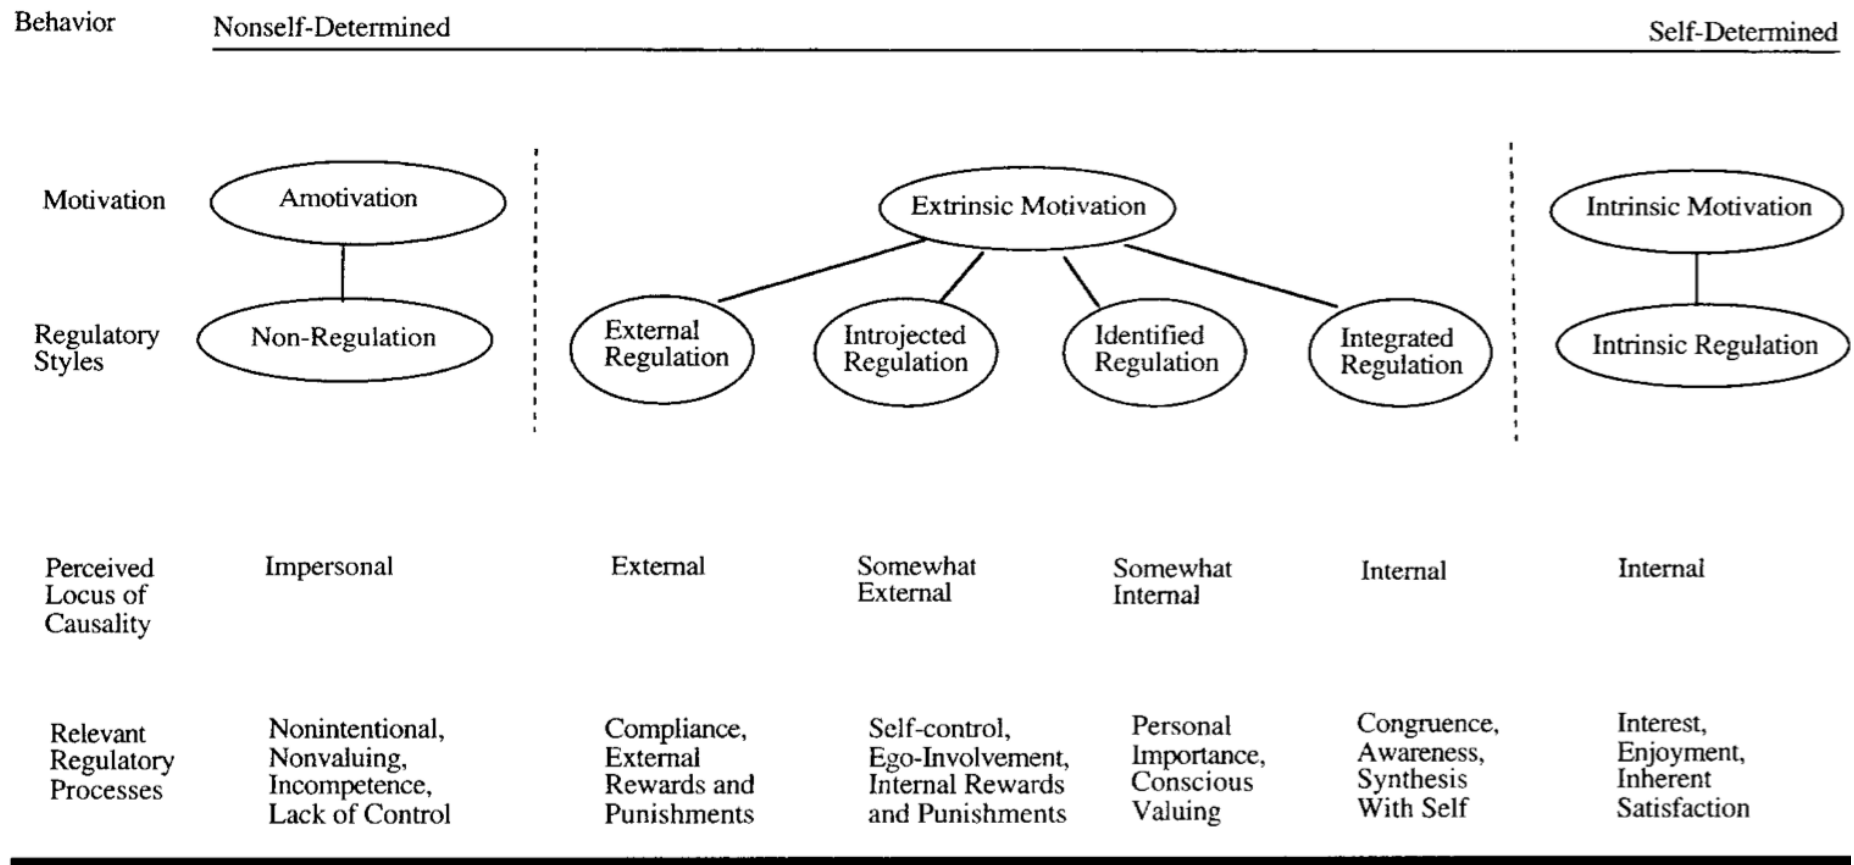 Behavior
Nonself-Determined
Self-Determined
Motivation
Amotivation
Extrinsic Motivation
Intrinsic Motivation
Regulatory
Styles
Non-Regulation
External
Regulation
Introjected
Regulation
Identified
Regulation
Integrated
Regulation
Intrinsic Regulation
Perceived
Locus of
Causality
Impersonal
External
Somewhat
External
Somewhat
Internal
Internal
Internal
Relevant
Regulatory
Processes
Nonintentional,
Nonvaluing,
Incompetence,
Lack of Control
Compliance,
External
Rewards and
Punishments
Self-control,
Ego-Involvement,
Internal Rewards
and Punishments
Personal
Importance,
Conscious
Valuing
Congruence,
Awareness,
Synthesis
With Self
Interest,
Enjoyment,
Inherent
Satisfaction